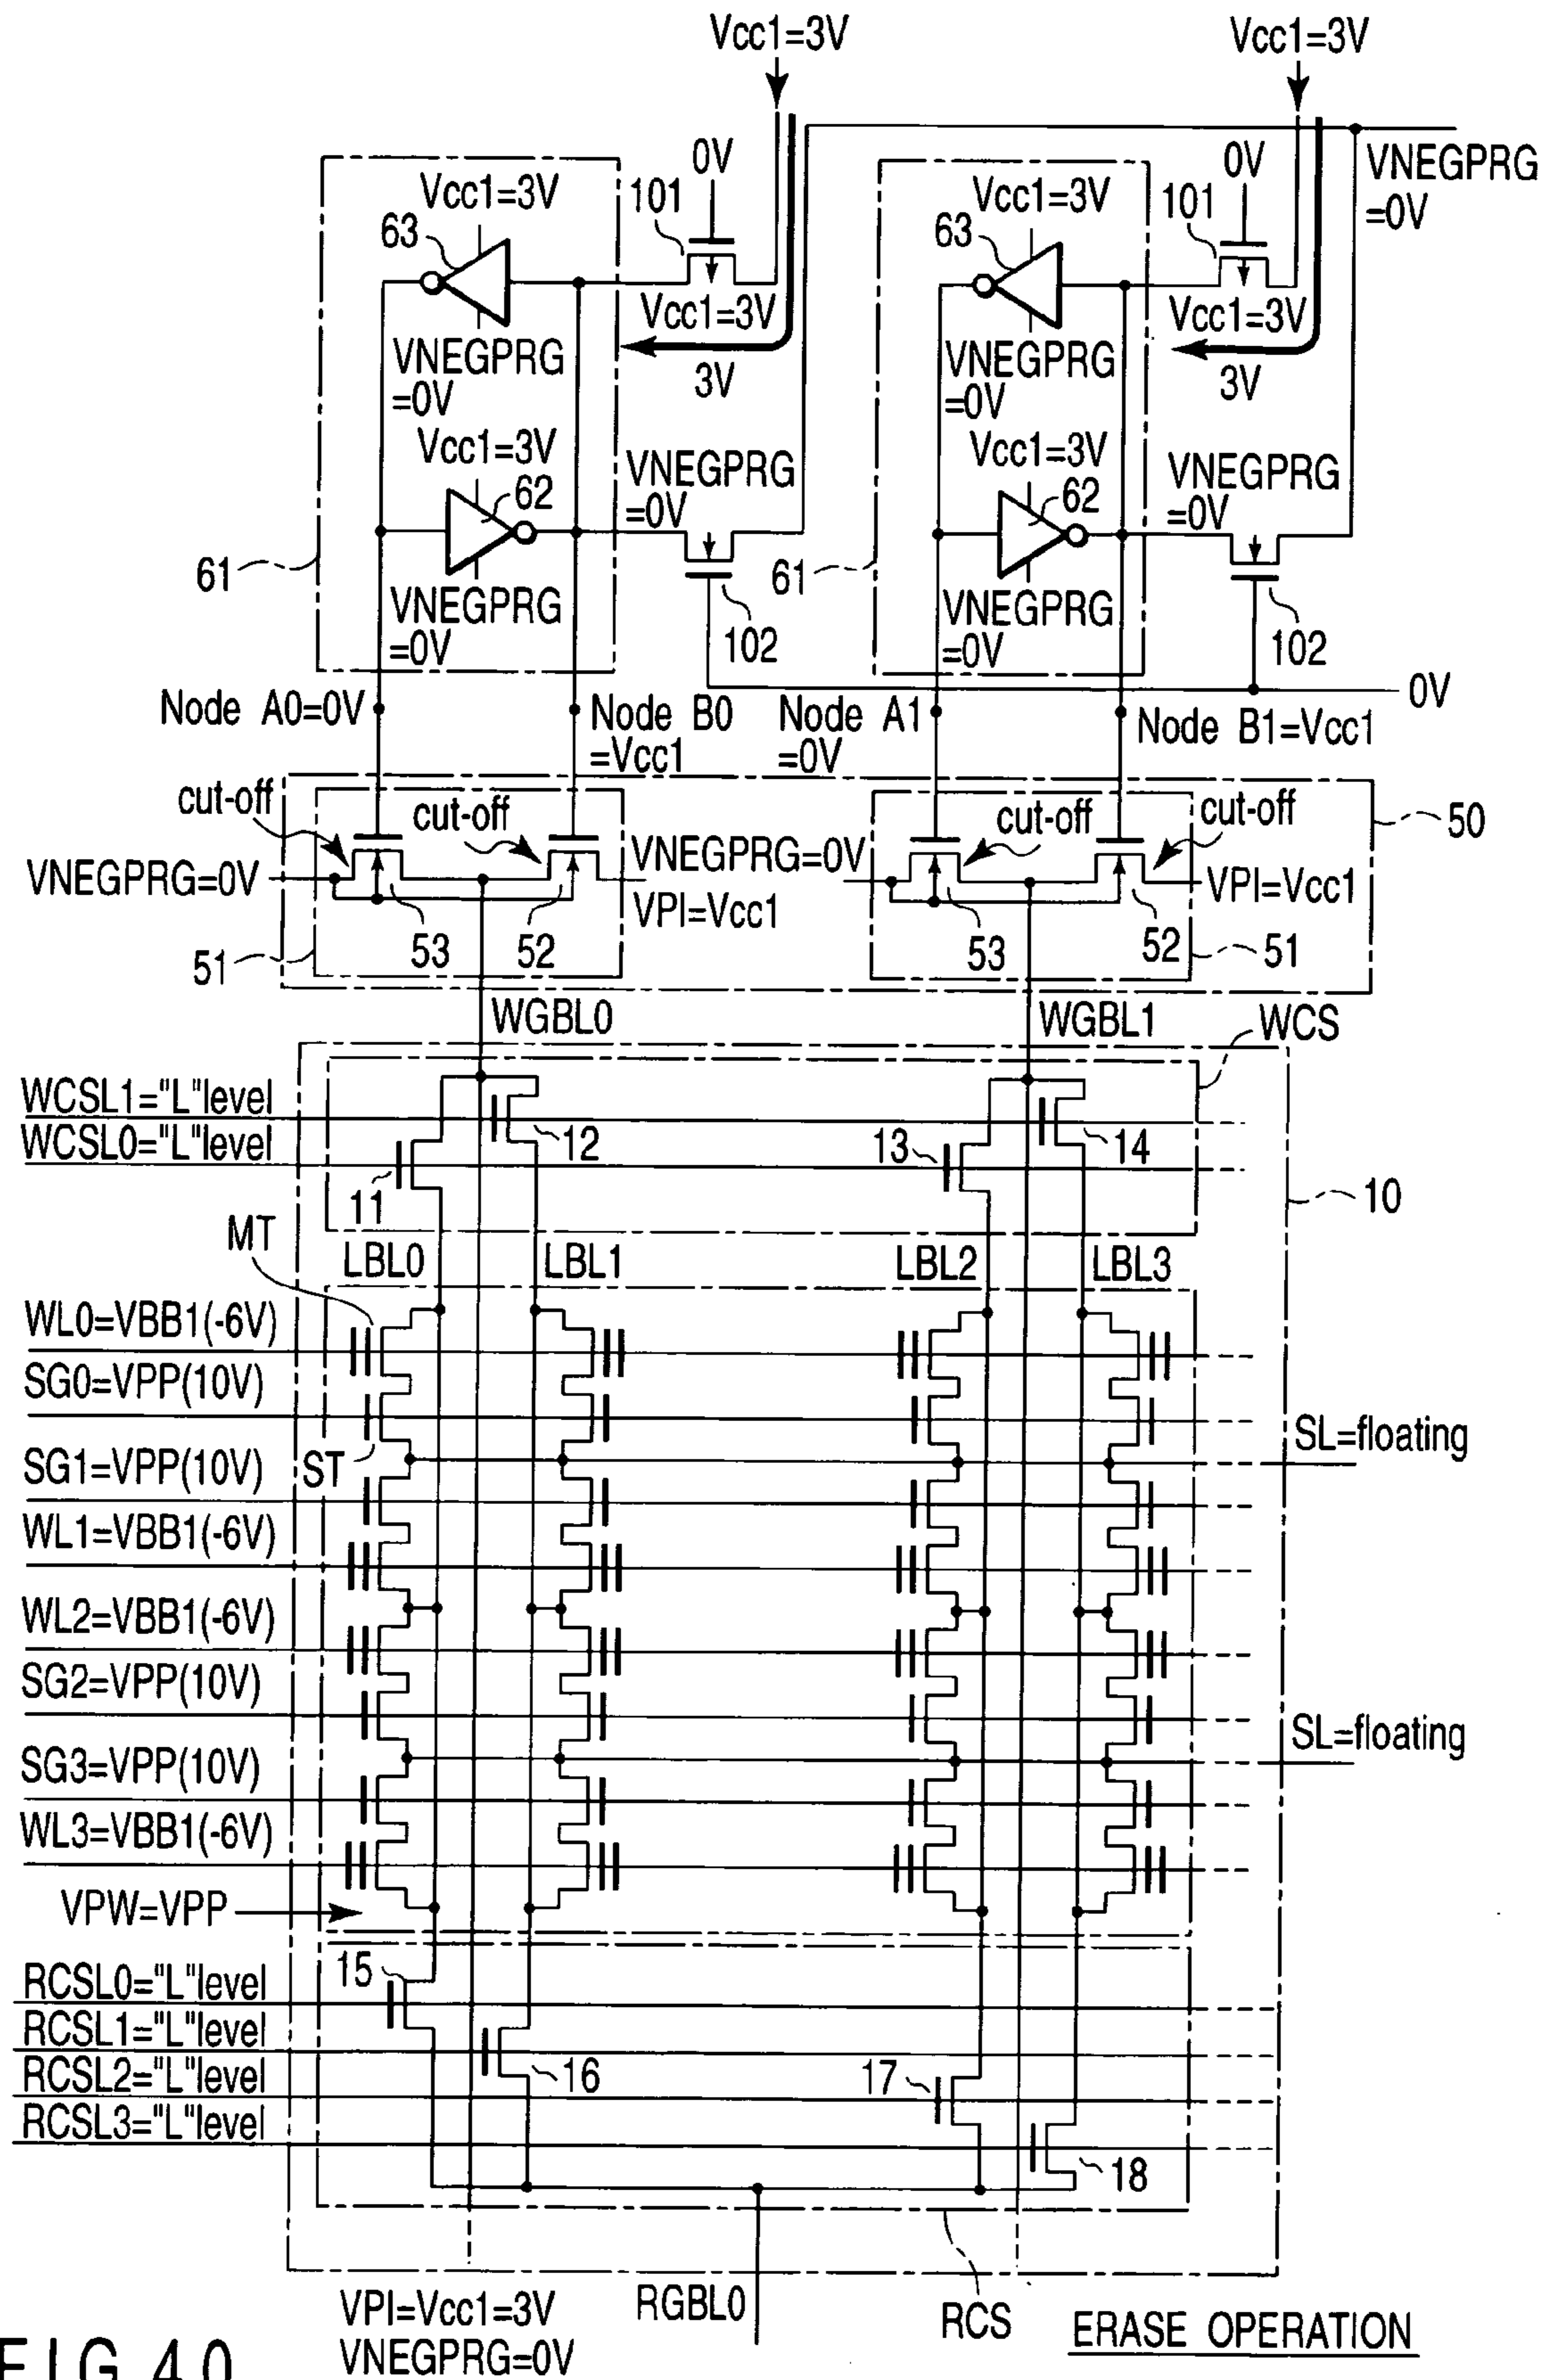 Vcc1=3V
Vcc1=3V
0V
0V
VNEGPRG
=0V
Vcc1=3V
101
Vcc1=3V
101
63
63
Vcc1=3V
Vcc1=3V
VNEGPRG
=0V
3V
VNEGPRG
=0V
3V
Vcc1=3V
Vcc1=3V
VNEGPRG
=0V
VNEGPRG
=0V
62
62
61
61
VNEGPRG
=0V
102
VNEGPRG
=0V
102
0V
Node A0=0V
Node B0
=Vcc1
Node A1
=0V
Node B1=Vcc1
cut-off
cut-off
cut-off
cut-off
50
VNEGPRG=0V
VNEGPRG=0V
VPI=Vcc1
VPI=Vcc1
53
52
53
52
51
51
WGBL0
WGBL1
WCS
WCSL1="L"level
WCSL0="L"level
12
13
14
11
10
MT
LBL0
LBL1
LBL2
LBL3
WL0=VBB1(-6V)
SG0=VPP(10V)
SL=floating
SG1=VPP(10V)
ST
WL1=VBB1(-6V)
WL2=VBB1(-6V)
SG2=VPP(10V)
SL=floating
SG3=VPP(10V)
WL3=VBB1(-6V)
VPW=VPP
15
RCSL0="L"level
RCSL1="L"level
16
17
RCSL2="L"level
RCSL3="L"level
18
VPI=Vcc1=3V
VNEGPRG=0V
RGBL0
RCS
ERASE OPERATION
FIG.40